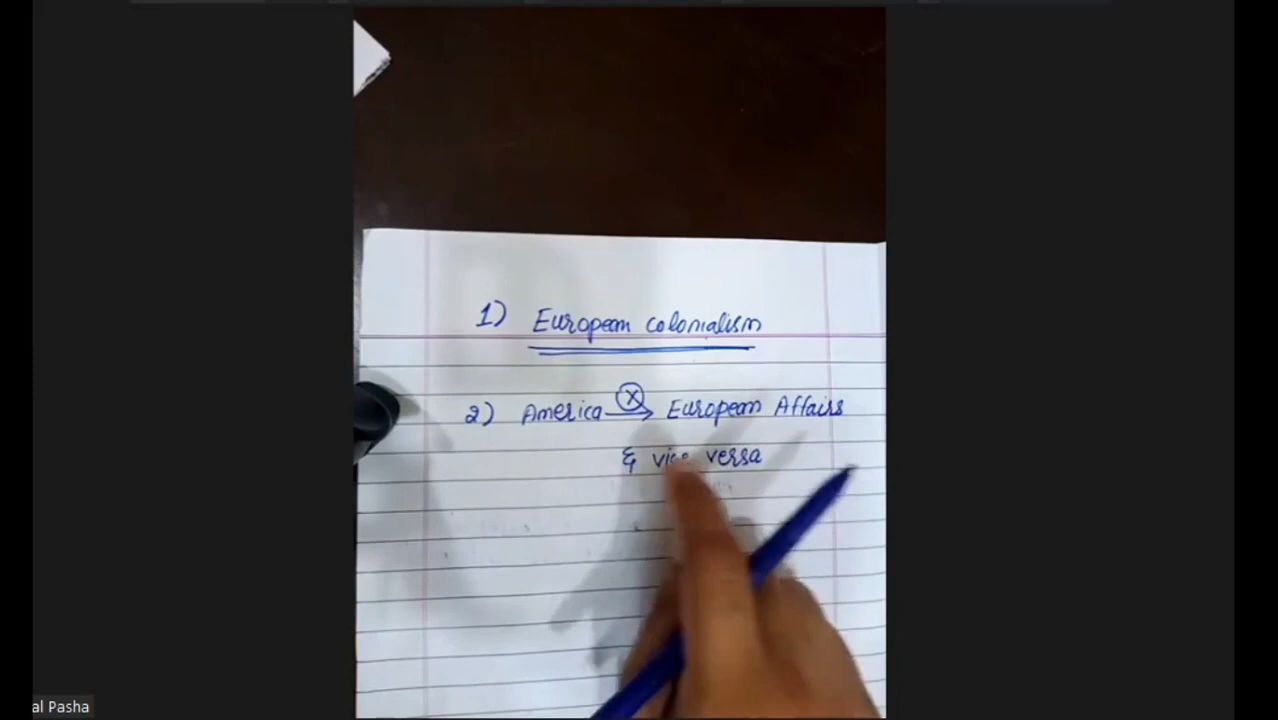 1) European colonialism
2) America → European Affairs
X
& vice versa
al Pasha